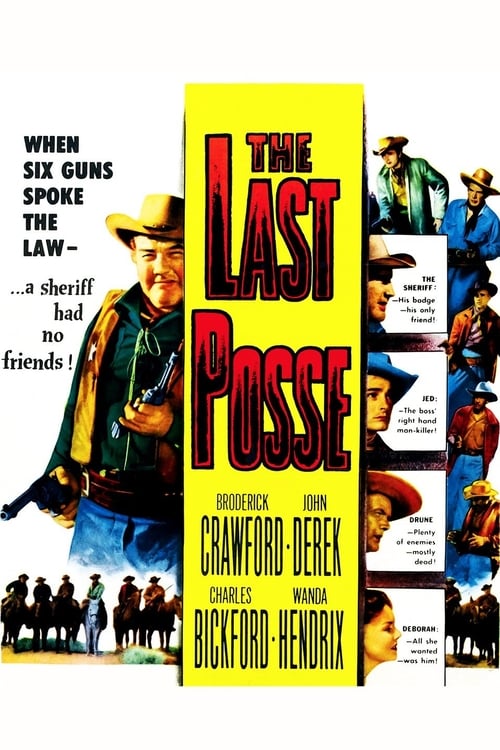 WHEN
SIX GUNS
SPOKE
THE
LAW—
...a sheriff
had
no
friends!
THE
LAST
POSSE
BRODERICK
CRAWFORD ·
JOHN
DEREK
CHARLES
BICKFORD ·
WANDA
HENDRIX
THE
SHERIFF:
—His badge
—his only
friend!
JED:
—The boss'
right hand
man-killer!
DRUNE
—Plenty
of enemies
—mostly
dead!
DEBORAH:
—All she
wanted
—was him!